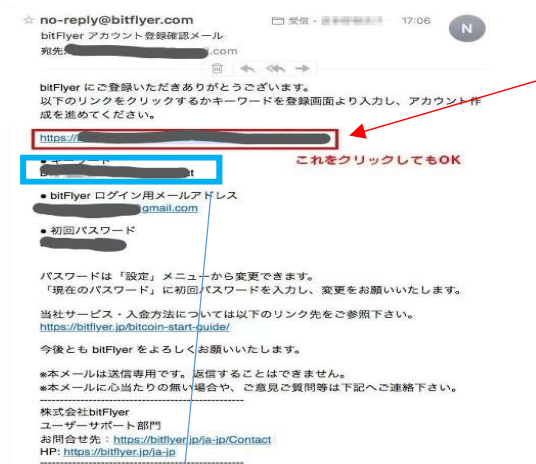 no-reply@bitflyer.com
受信 -
17:06
N
bitFlyer アカウント登録確認メール
宛先:
.com
bitFlyer にご登録いただきありがとうございます。
以下のリンクをクリックするかキーワードを登録画面より入力し、アカウント作
成を進めてください。
https://
これをクリックしてもOK
● キーワード
● bitFlyer ログイン用メールアドレス
gmail.com
● 初回パスワード
パスワードは「設定」メニューから変更できます。
「現在のパスワード」に初回パスワードを入力し、変更をお願いいたします。
当社サービス・入金方法については以下のリンク先をご参照下さい。
https://bitflyer.jp/bitcoin-start-guide/
今後とも bitFlyer をよろしくお願いいたします。
※本メールは送信専用です。返信することはできません。
※本メールに心当たりの無い場合や、ご意見ご質問等は下記へご連絡下さい。
--------------------------------------------------
株式会社bitFlyer
ユーザーサポート部門
お問合せ先：https://bitflyer.jp/ja-jp/Contact
HP: https://bitflyer.jp/ja-jp
--------------------------------------------------